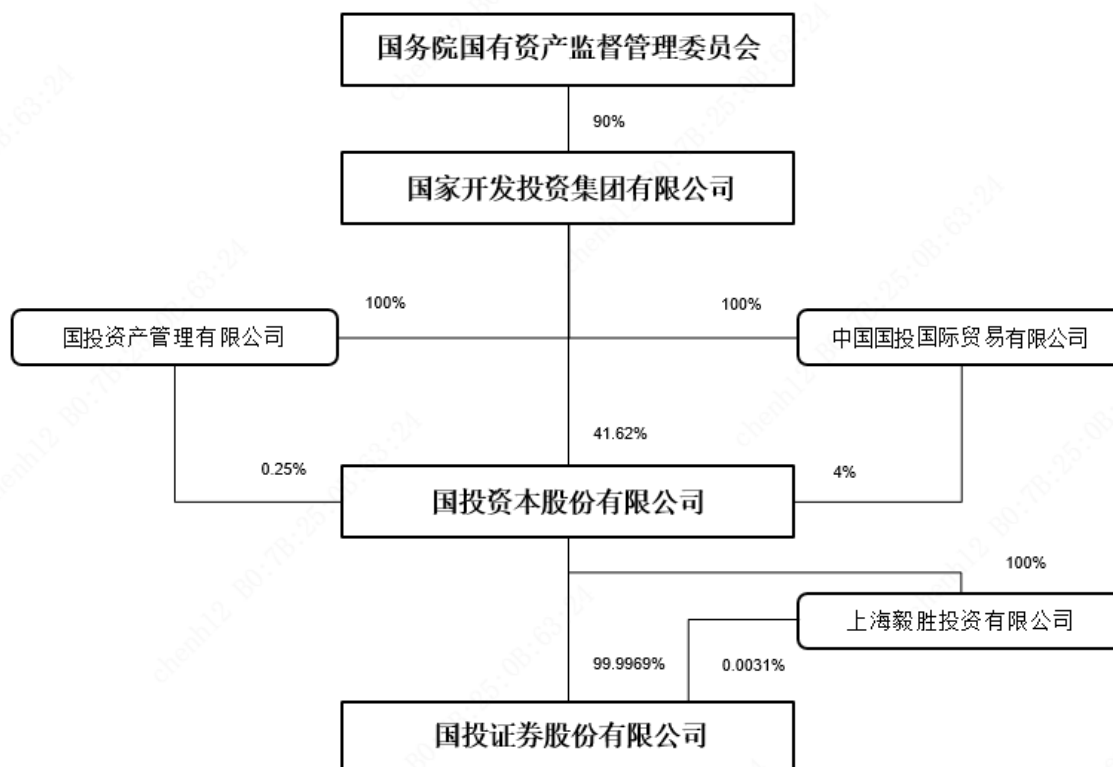 国务院国有资产监督管理委员会
90%
国家开发投资集团有限公司
100%
100%
国投资产管理有限公司
中国国投国际贸易有限公司
41.62%
0.25%
4%
国投资本股份有限公司
100%
上海毅胜投资有限公司
99.9969%
0.0031%
国投证券股份有限公司